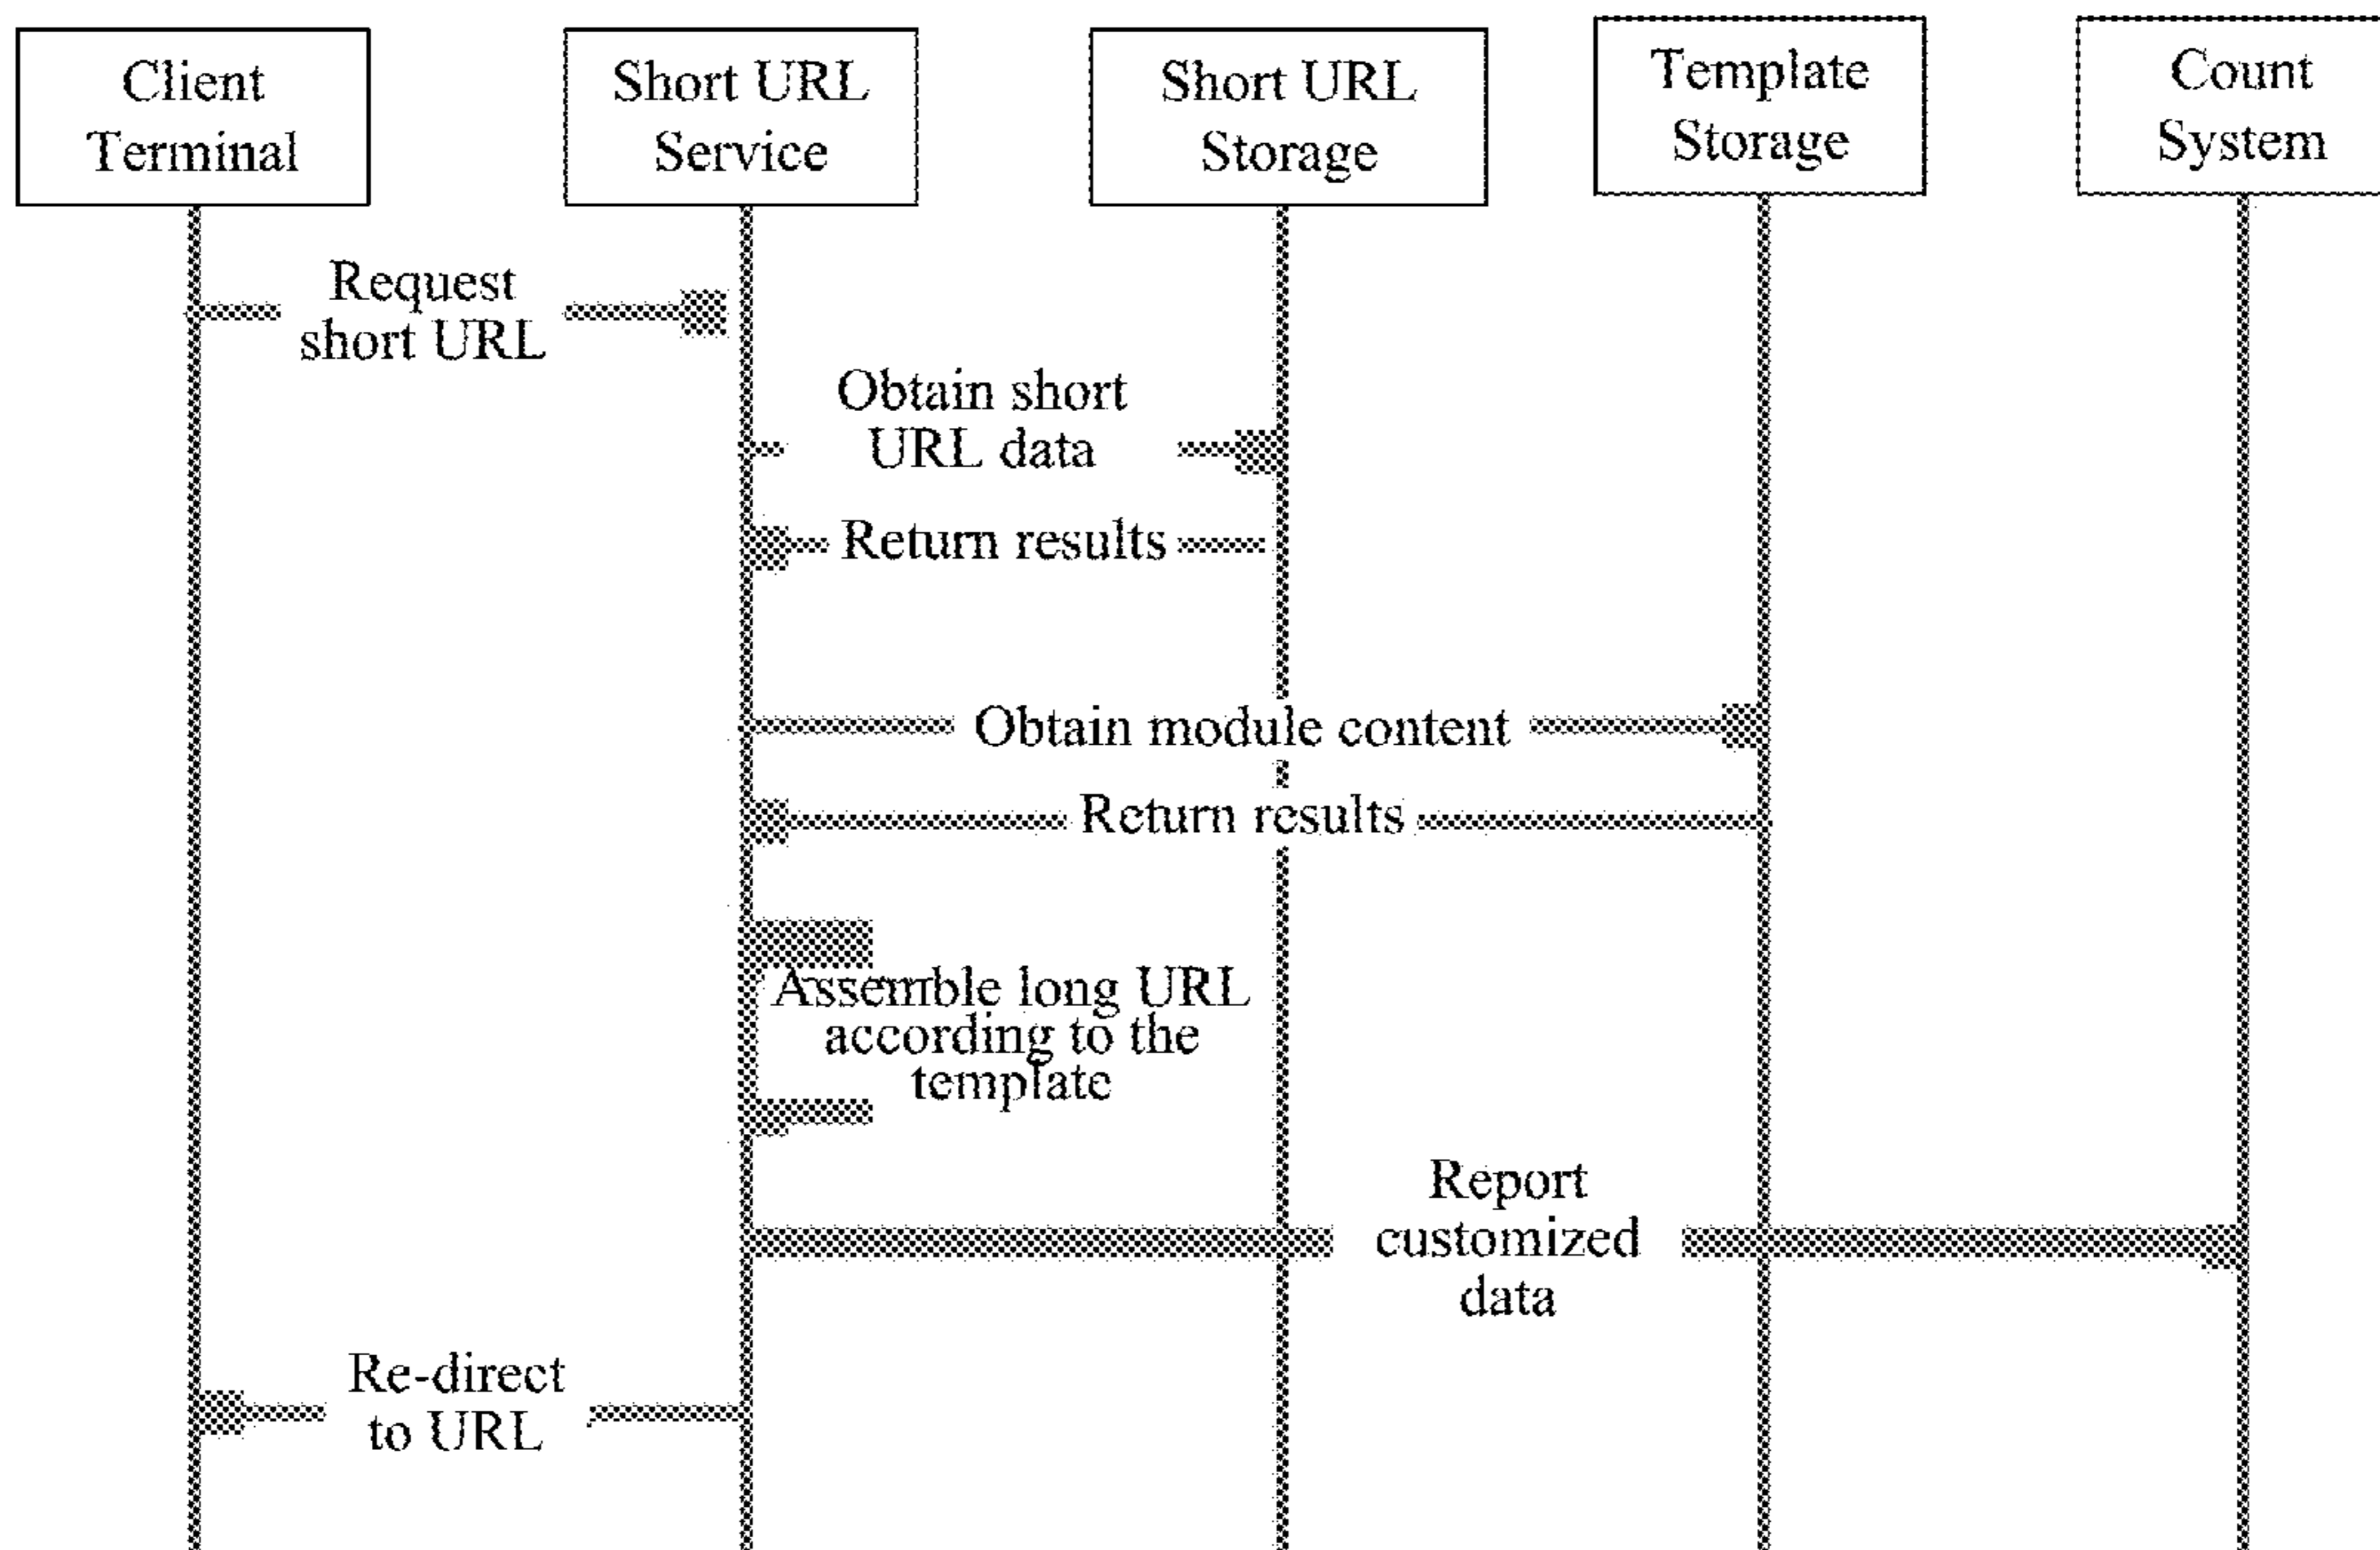 Client
Terminal
Short URL
Service
Short URL
Storage
Template
Storage
Count
System
Request
short URL
Obtain short
URL data
Return results
Obtain module content
Return results
Assemble long URL
according to the
template
Report
customized
data
Re-direct
to URL